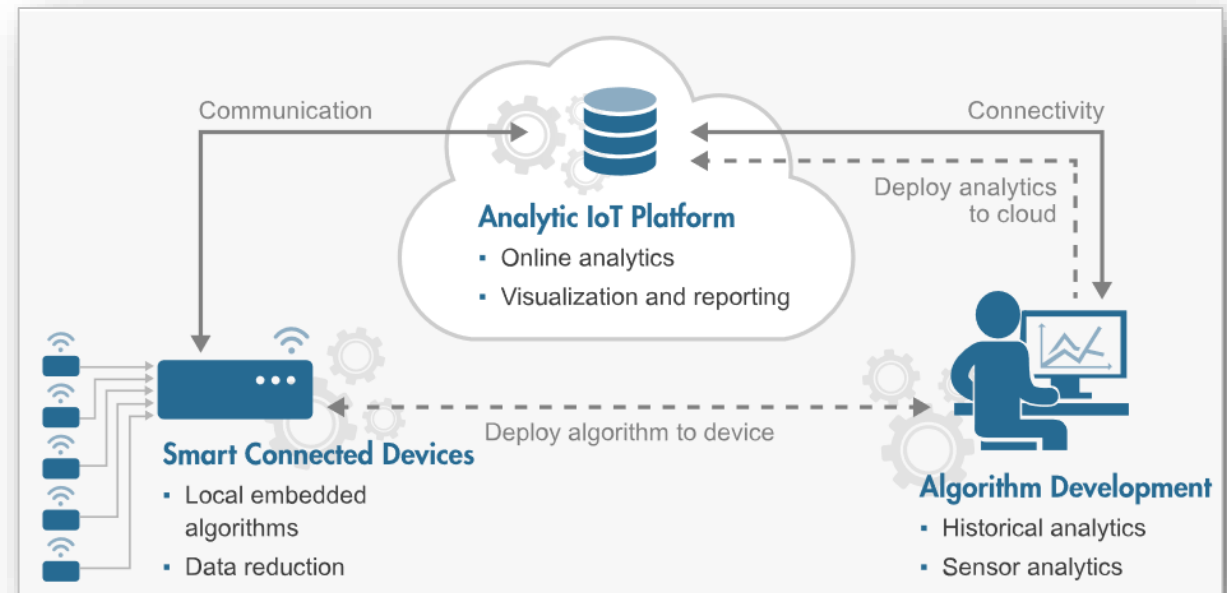 Communication
Connectivity
Deploy analytics
to cloud
Analytic IoT Platform
▪ Online analytics
▪ Visualization and reporting
Deploy algorithm to device
Smart Connected Devices
▪ Local embedded
algorithms
▪ Data reduction
Algorithm Development
▪ Historical analytics
▪ Sensor analytics